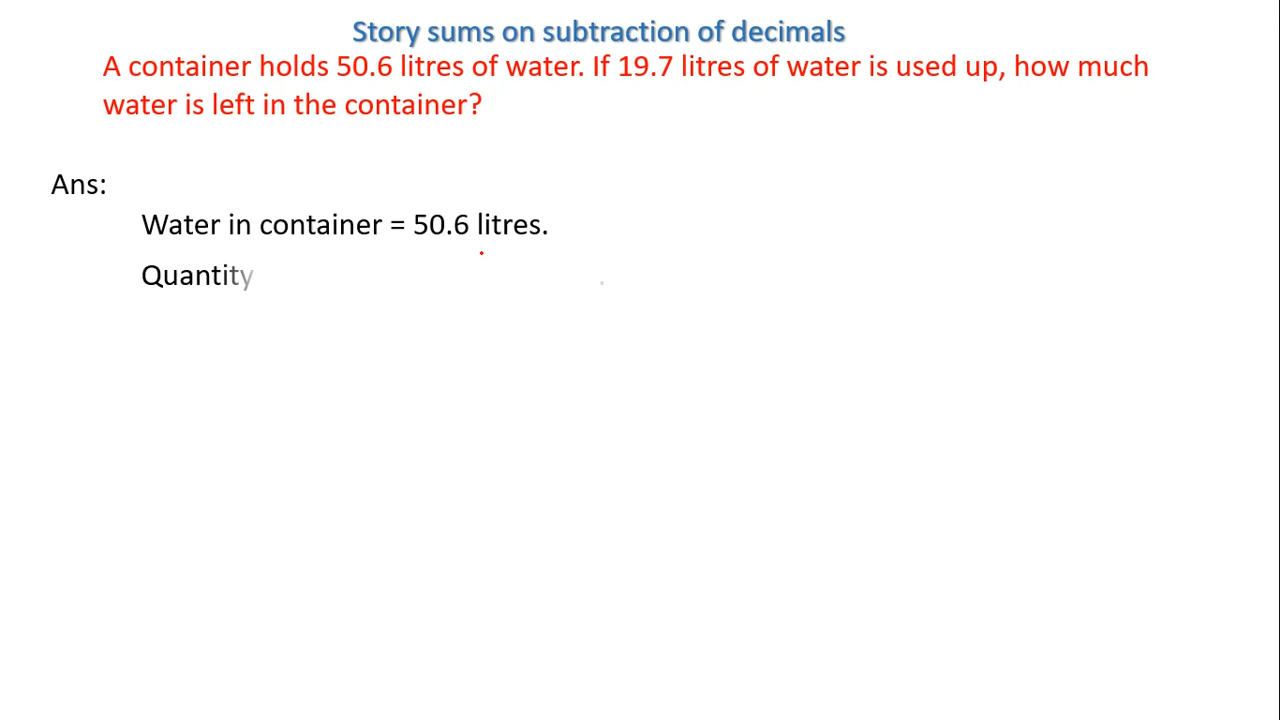 Story sums on subtraction of decimals
A container holds 50.6 litres of water. If 19.7 litres of water is used up, how much
water is left in the container?
Ans:
Water in container = 50.6 litres.
Quantity